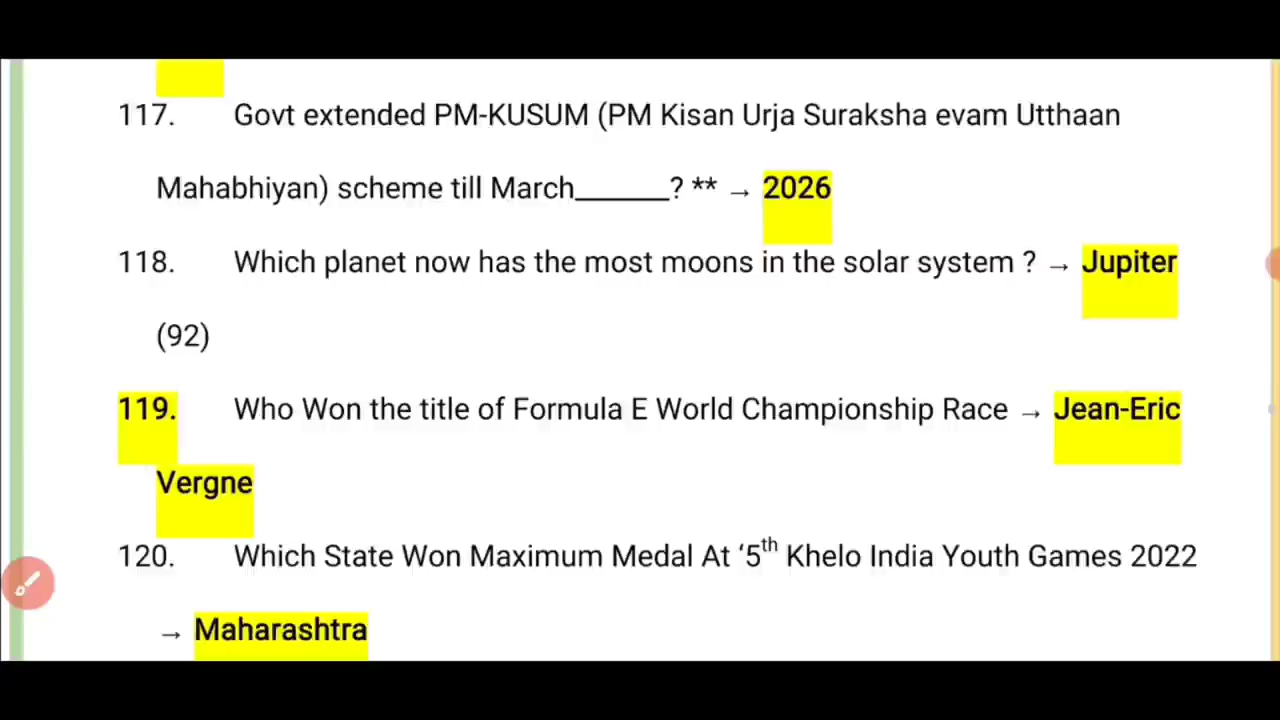 117. Govt extended PM-KUSUM (PM Kisan Urja Suraksha evam Utthaan
Mahabhiyan) scheme till March______? ** → 2026
118. Which planet now has the most moons in the solar system ? → Jupiter
(92)
119. Who Won the title of Formula E World Championship Race → Jean-Eric
Vergne
120. Which State Won Maximum Medal At ‘5th Khelo India Youth Games 2022
→ Maharashtra